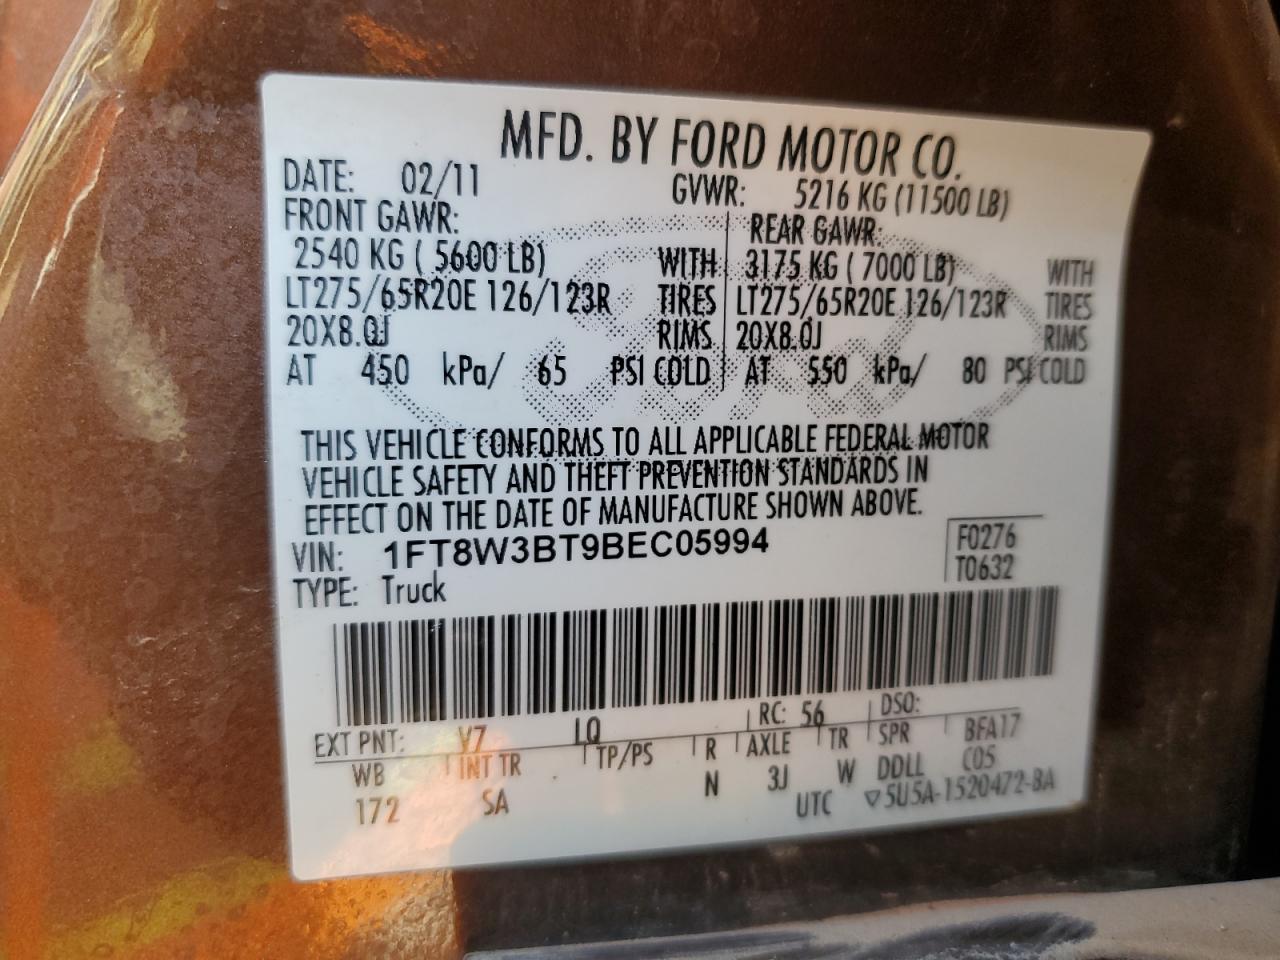 MFD. BY FORD MOTOR CO.
DATE: 02/11 GVWR: 5216 KG (11500 LB)
FRONT GAWR: REAR GAWR:
2540 KG ( 5600 LB) WITH 3175 KG ( 7000 LB) WITH
LT275/65R20E 126/123R TIRES LT275/65R20E 126/123R TIRES
20X8.0J RIMS 20X8.0J RIMS
AT 450 kPa/ 65 PSI COLD AT 550 kPa/ 80 PSI COLD
THIS VEHICLE CONFORMS TO ALL APPLICABLE FEDERAL MOTOR
VEHICLE SAFETY AND THEFT PREVENTION STANDARDS IN
EFFECT ON THE DATE OF MANUFACTURE SHOWN ABOVE.
VIN: 1FT8W3BT9BEC05994 F0276
TYPE: Truck T0632
EXT PNT: V7 LQ RC: 56 DSO:
WB INT TR TP/PS R AXLE TR SPR BFA17
172 SA N 3J W DDLL C05
UTC ▽5U5A-1520472-BA